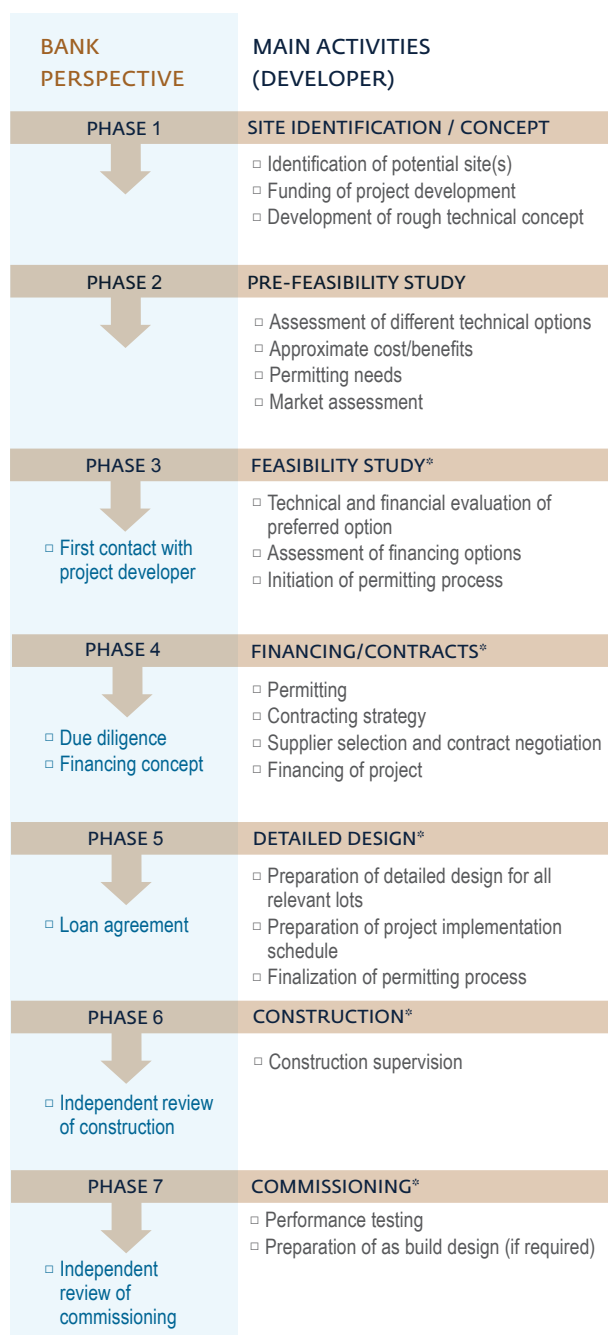 BANK
PERSPECTIVE
MAIN ACTIVITIES
(DEVELOPER)
PHASE 1
SITE IDENTIFICATION / CONCEPT
□ Identification of potential site(s)
□ Funding of project development
□ Development of rough technical concept
PHASE 2
PRE-FEASIBILITY STUDY
□ Assessment of different technical options
□ Approximate cost/benefits
□ Permitting needs
□ Market assessment
PHASE 3
FEASIBILITY STUDY*
□ First contact with
project developer
□ Technical and financial evaluation of
preferred option
□ Assessment of financing options
□ Initiation of permitting process
PHASE 4
FINANCING/CONTRACTS*
□ Due diligence
□ Financing concept
□ Permitting
□ Contracting strategy
□ Supplier selection and contract negotiation
□ Financing of project
PHASE 5
DETAILED DESIGN*
□ Loan agreement
□ Preparation of detailed design for all
relevant lots
□ Preparation of project implementation
schedule
□ Finalization of permitting process
PHASE 6
CONSTRUCTION*
□ Independent review
of construction
□ Construction supervision
PHASE 7
COMMISSIONING*
□ Independent
review of
commissioning
□ Performance testing
□ Preparation of as build design (if required)